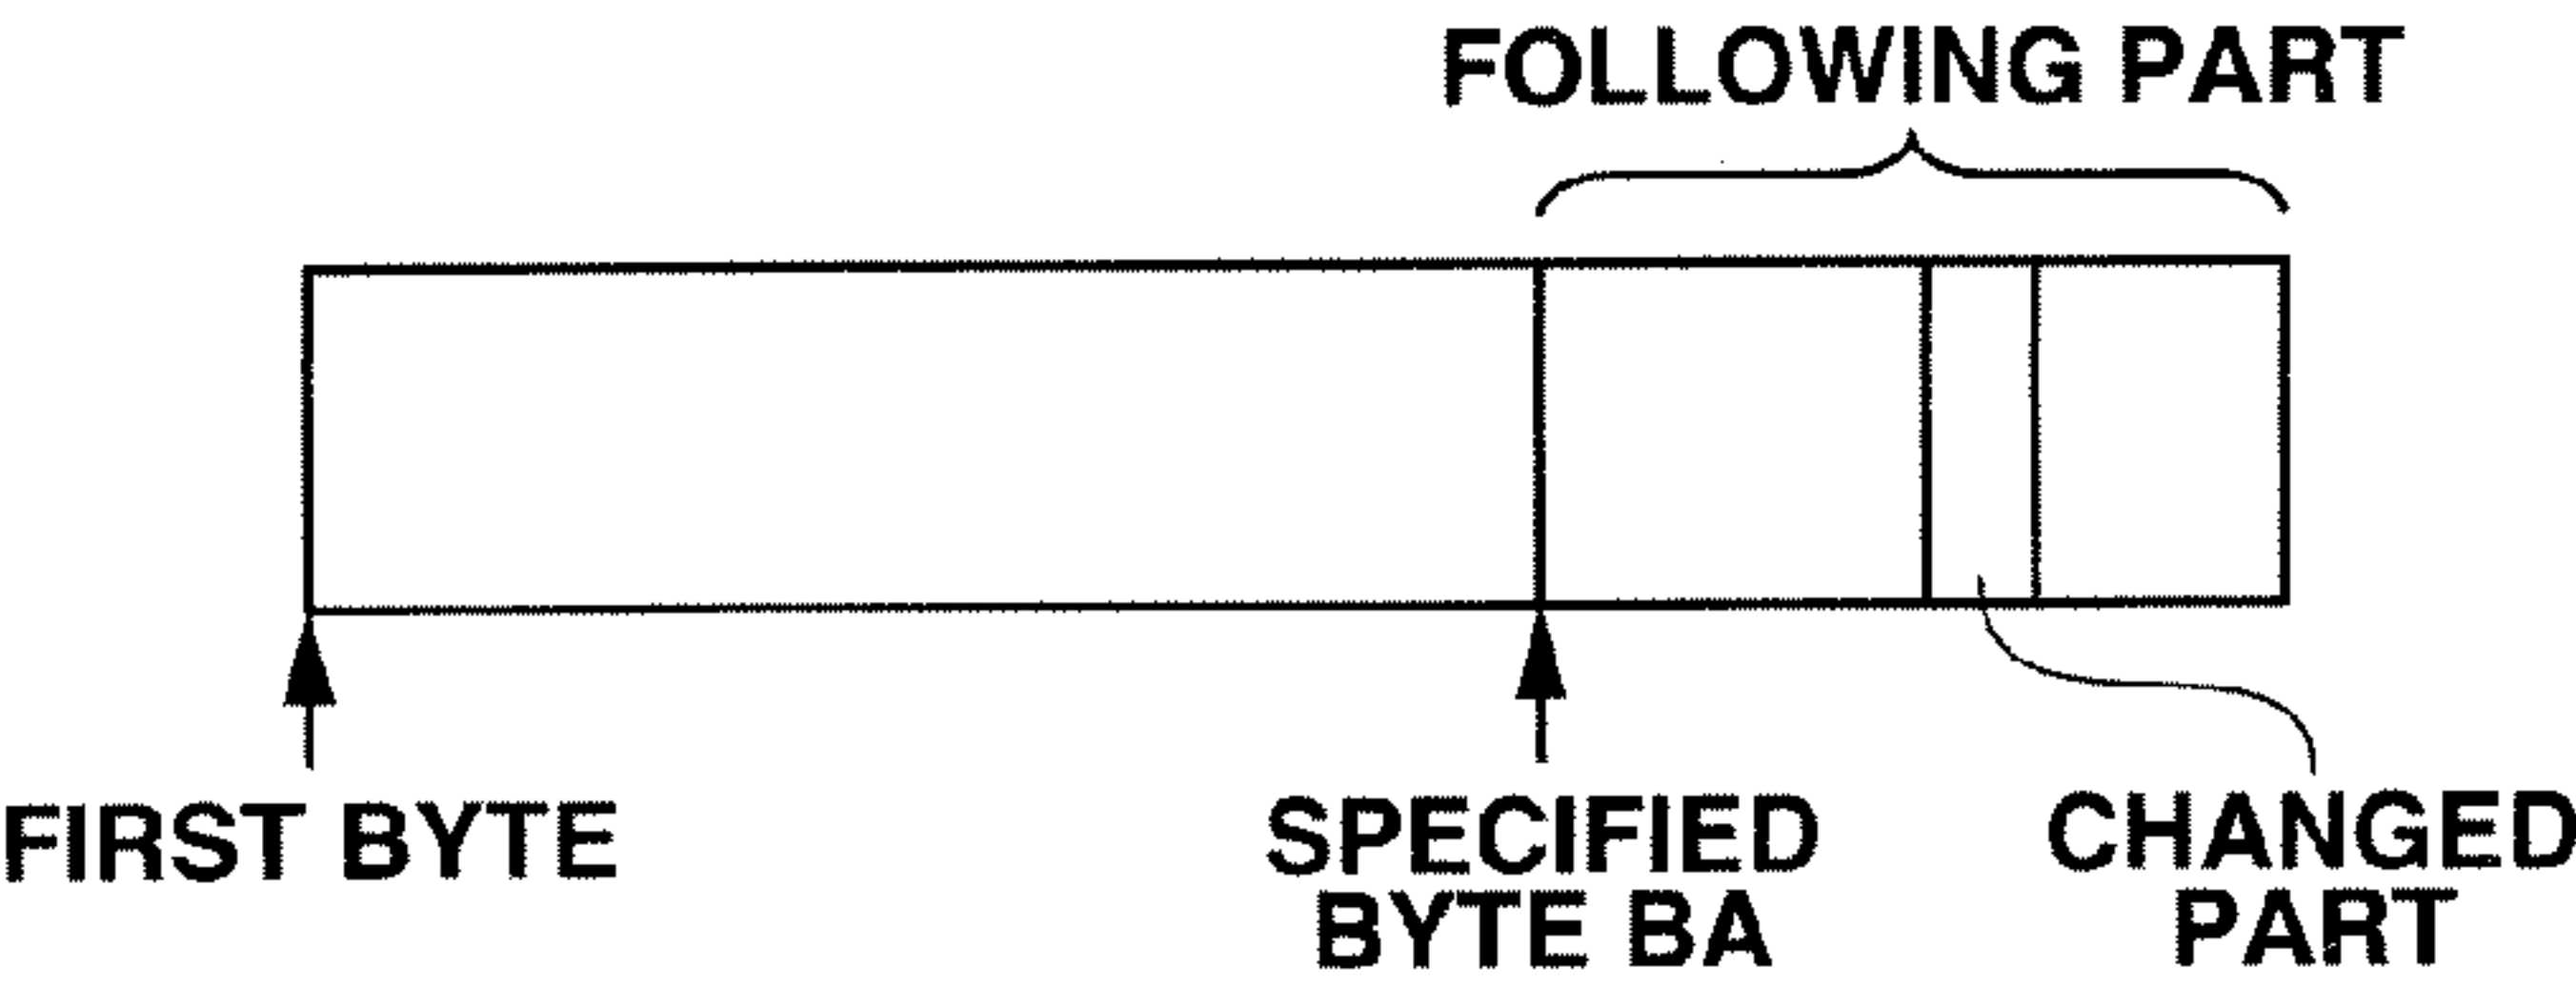 FOLLOWING PART
FIRST BYTE
SPECIFIED
BYTE BA
CHANGED
PART